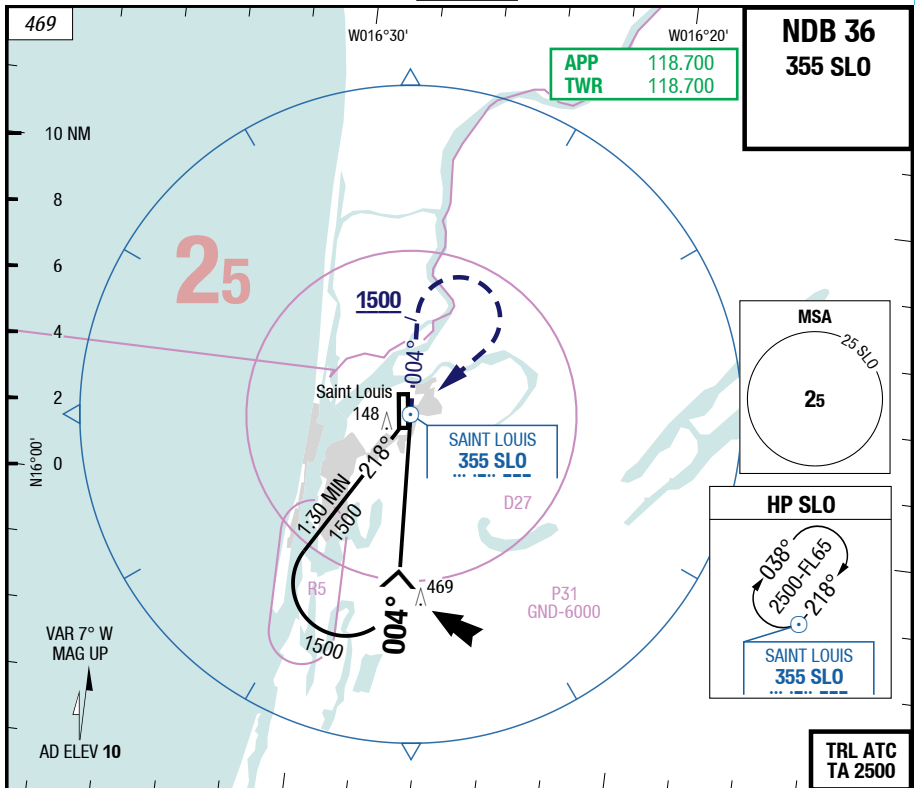 469
W016°30'
W016°20'
NDB 36
355 SLO
APP 118.700
TWR 118.700
10 NM
8
6
4
2
0
N16°00'
25
1500
004°
Saint Louis
148
218°
SAINT LOUIS
355 SLO
1:30 MIN
1500
D27
R5
469
P31
GND-6000
004°
1500
MSA
25 SLO
25
HP SLO
038°
2500-FL65
218°
SAINT LOUIS
355 SLO
VAR 7° W
MAG UP
AD ELEV 10
TRL ATC
TA 2500